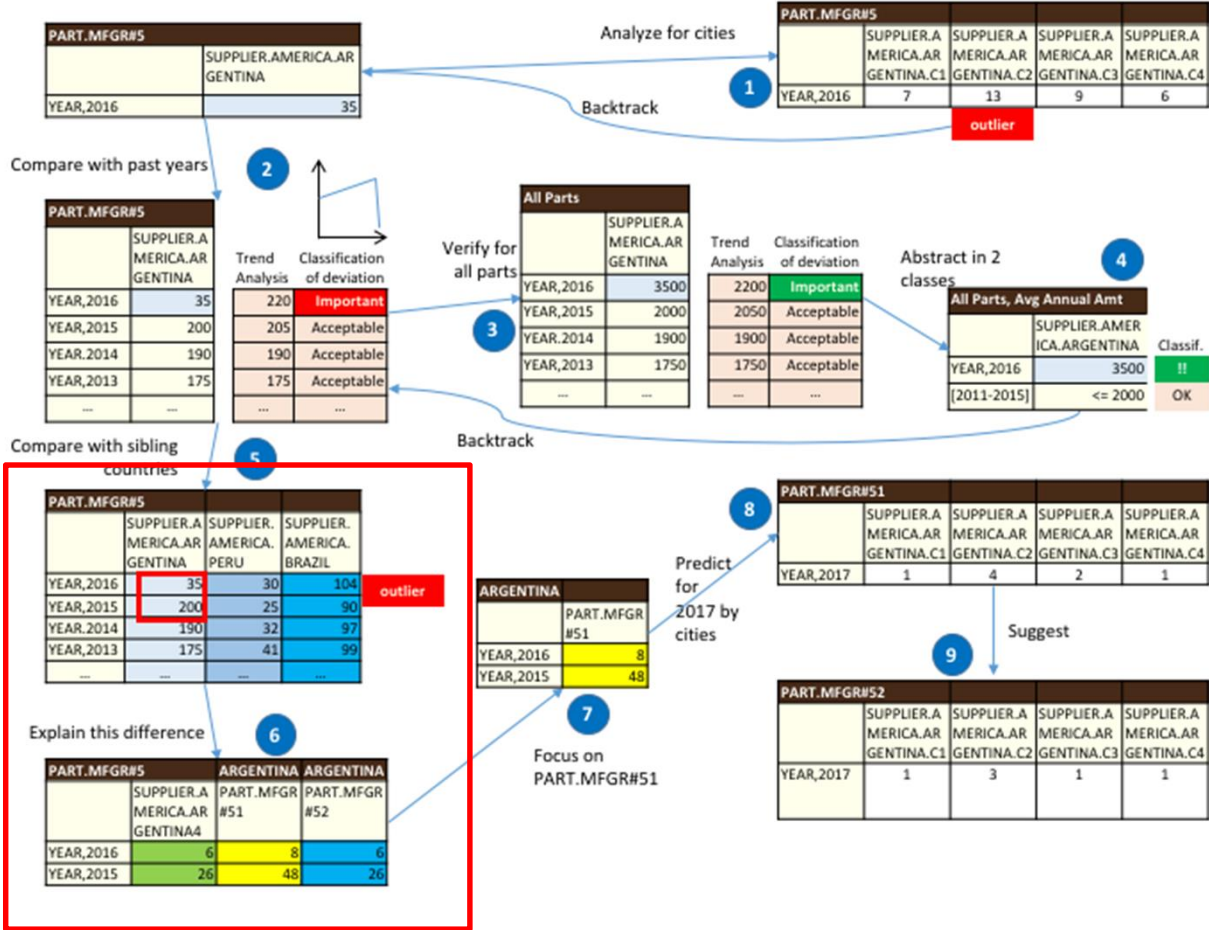 PART.MFGR#5
SUPPLIER.AMERICA.AR
GENTINA
YEAR,2016 35
Analyze for cities
Backtrack
1
PART.MFGR#5
SUPPLIER.A SUPPLIER.A SUPPLIER.A SUPPLIER.A
MERICA.AR MERICA.AR MERICA.AR MERICA.AR
GENTINA.C1 GENTINA.C2 GENTINA.C3 GENTINA.C4
YEAR,2016 7 13 9 6
outlier
Compare with past years
2
PART.MFGR#5
SUPPLIER.A
MERICA.AR
GENTINA
Trend Classification
Analysis of deviation
YEAR,2016 35 220 Important
YEAR,2015 200 205 Acceptable
YEAR.2014 190 190 Acceptable
YEAR,2013 175 175 Acceptable
... ... ... ...
Verify for
all parts
3
All Parts
SUPPLIER.A
MERICA.AR
GENTINA
Trend Classification
Analysis of deviation
YEAR,2016 3500 2200 Important
YEAR,2015 2000 2050 Acceptable
YEAR.2014 1900 1900 Acceptable
YEAR,2013 1750 1750 Acceptable
... ... ... ...
Abstract in 2
classes
4
All Parts, Avg Annual Amt
SUPPLIER.AMER
ICA.ARGENTINA
Classif.
YEAR,2016 3500 !!
[2011-2015] <= 2000 OK
Backtrack
Compare with sibling
countries
5
PART.MFGR#5
SUPPLIER.A SUPPLIER. SUPPLIER.
MERICA.AR AMERICA. AMERICA.
GENTINA PERU BRAZIL
YEAR,2016 35 30 104 outlier
YEAR,2015 200 25 90
YEAR.2014 190 32 97
YEAR,2013 175 41 99
... ... ... ...
Explain this difference
6
PART.MFGR#5 ARGENTINA ARGENTINA
SUPPLIER.A PART.MFGR PART.MFGR
MERICA.AR #51 #52
GENTINA4
YEAR,2016 6 8 6
YEAR,2015 26 48 26
ARGENTINA
PART.MFGR
#51
YEAR,2016 8
YEAR,2015 48
7
Focus on
PART.MFGR#51
Predict
for
2017 by
cities
8
PART.MFGR#51
SUPPLIER.A SUPPLIER.A SUPPLIER.A SUPPLIER.A
MERICA.AR MERICA.AR MERICA.AR MERICA.AR
GENTINA.C1 GENTINA.C2 GENTINA.C3 GENTINA.C4
YEAR,2017 1 4 2 1
Suggest
9
PART.MFGR#52
SUPPLIER.A SUPPLIER.A SUPPLIER.A SUPPLIER.A
MERICA.AR MERICA.AR MERICA.AR MERICA.AR
GENTINA.C1 GENTINA.C2 GENTINA.C3 GENTINA.C4
YEAR,2017 1 3 1 1